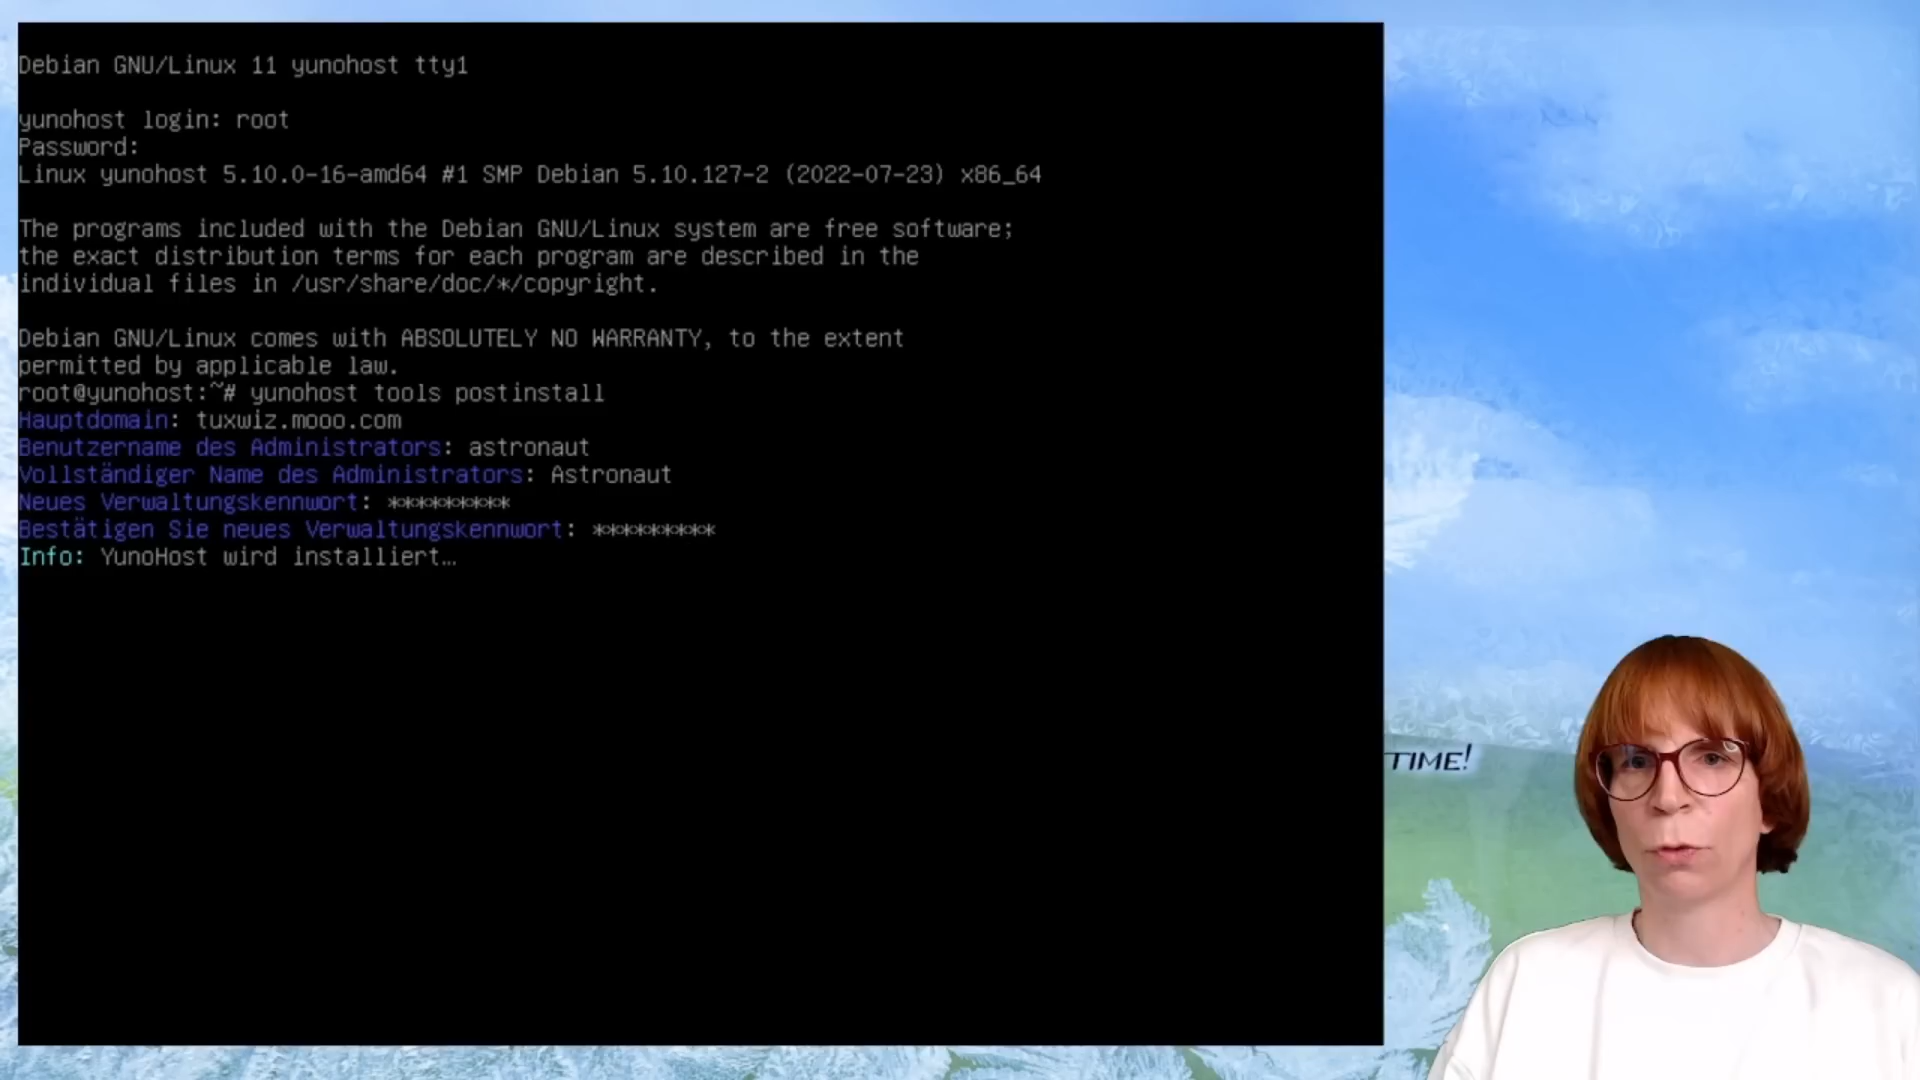 Debian GNU/Linux 11 yunohost tty1
yunohost login: root
Password:
Linux yunohost 5.10.0-16-amd64 #1 SMP Debian 5.10.127-2 (2022-07-23) x86_64
The programs included with the Debian GNU/Linux system are free software;
the exact distribution terms for each program are described in the
individual files in /usr/share/doc/*/copyright.
Debian GNU/Linux comes with ABSOLUTELY NO WARRANTY, to the extent
permitted by applicable law.
root@yunohost:~# yunohost tools postinstall
Hauptdomain: tuxwiz.mooo.com
Benutzername des Administrators: astronaut
Vollständiger Name des Administrators: Astronaut
Neues Verwaltungskennwort: *********
Bestätigen Sie neues Verwaltungskennwort: *********
Info: YunoHost wird installiert…
TIME!